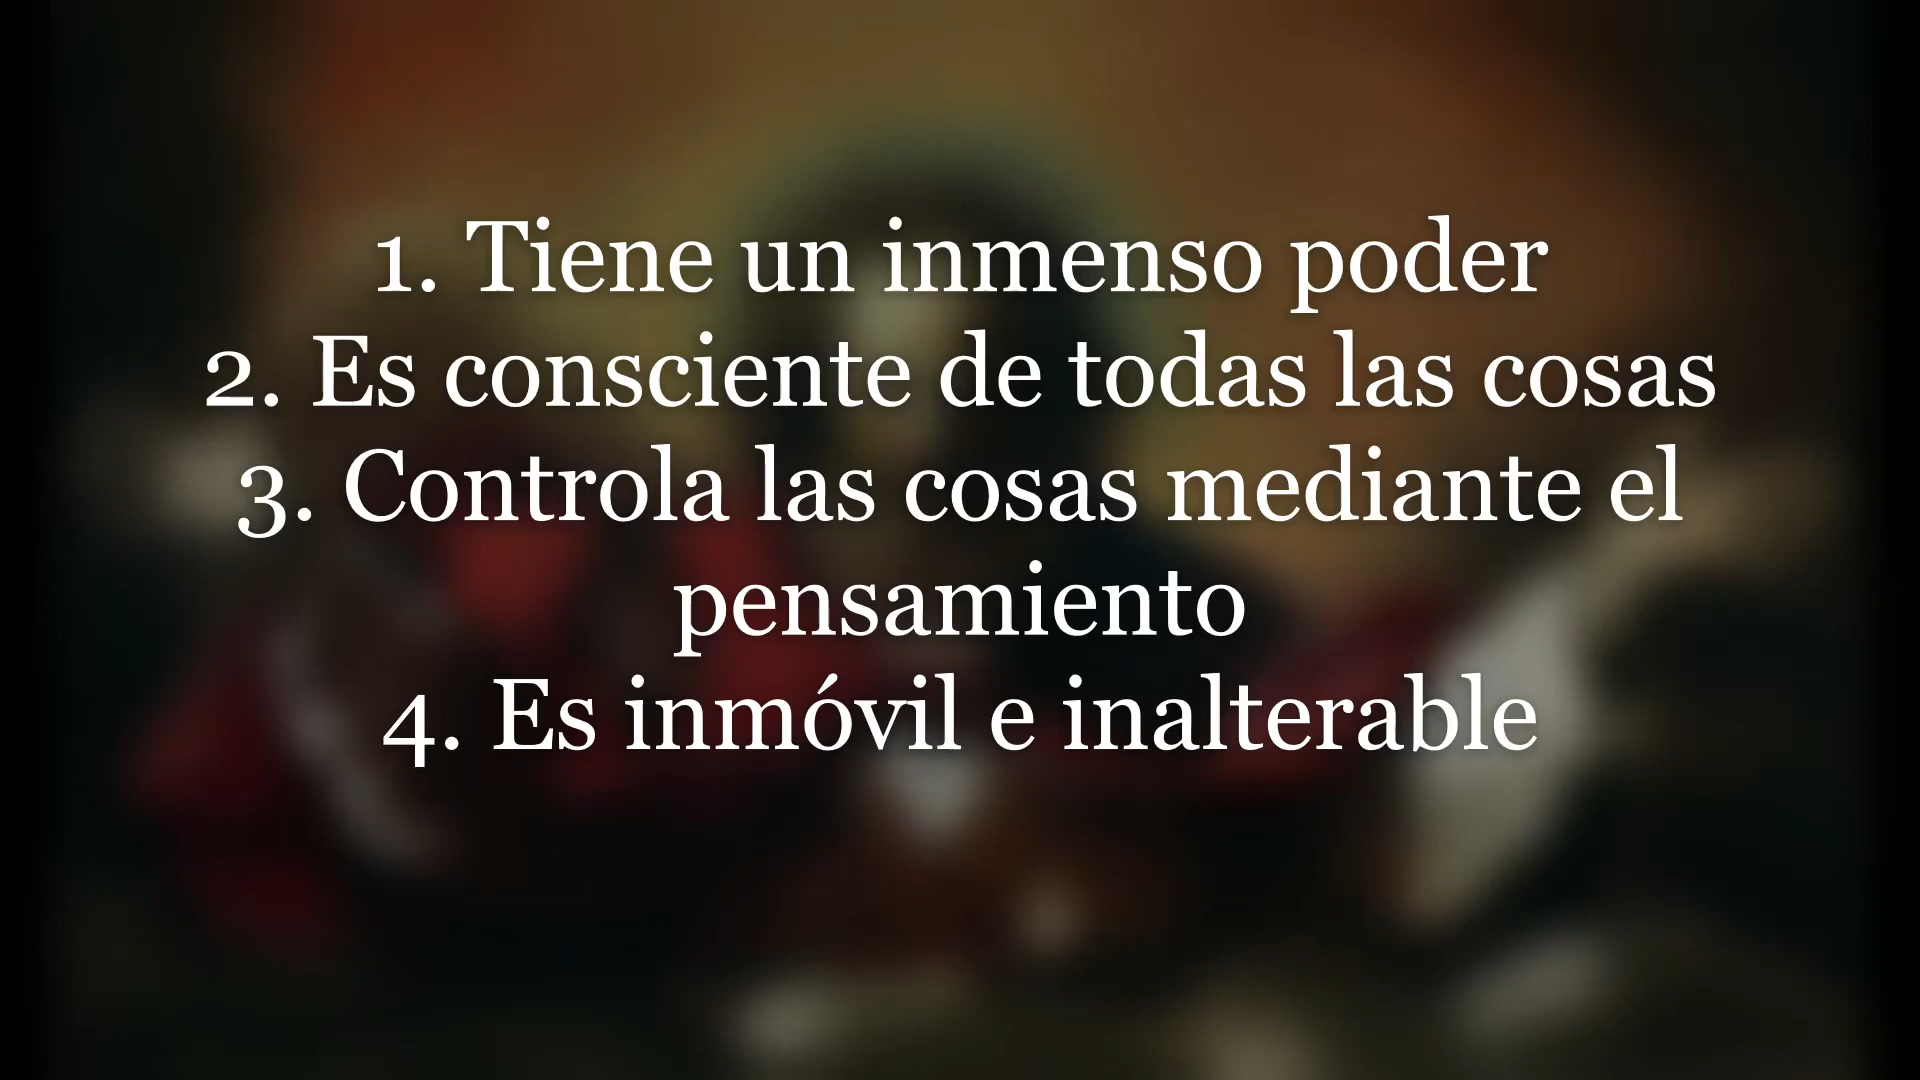 1. Tiene un inmenso poder
2. Es consciente de todas las cosas
3. Controla las cosas mediante el
pensamiento
4. Es inmóvil e inalterable